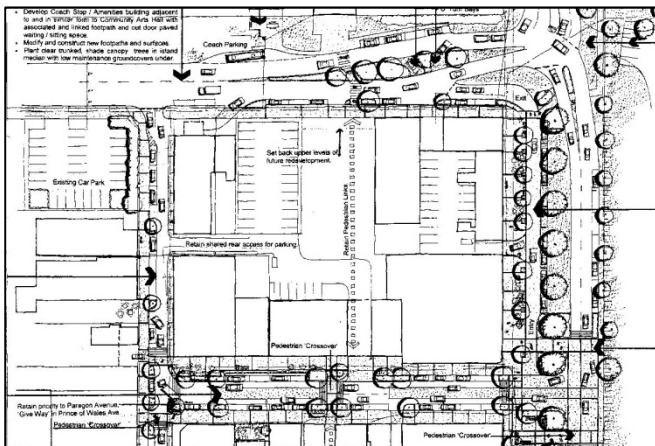 • Develop Coach Stop / Amenities building adjacent
to and in similar form to Community Arts Hall with
associated and linked footpath and out door paved
waiting / sitting space.
• Modify and construct new footpaths and surfaces.
• Plant clear trunked, shade canopy trees in island
median with low maintenance groundcovers under.
Coach Parking
Turn Bays
Exit
Set back upper levels of
future redevelopment.
Existing Car Park
Retain Pedestrian Links
Retain shared rear access for parking.
Entry
Pedestrian 'Crossover'
Retain priority to Paragon Avenue,
'Give Way' in Prince of Wales Ave
Pedestrian 'Crossover'
Pedestrian 'Crossover'